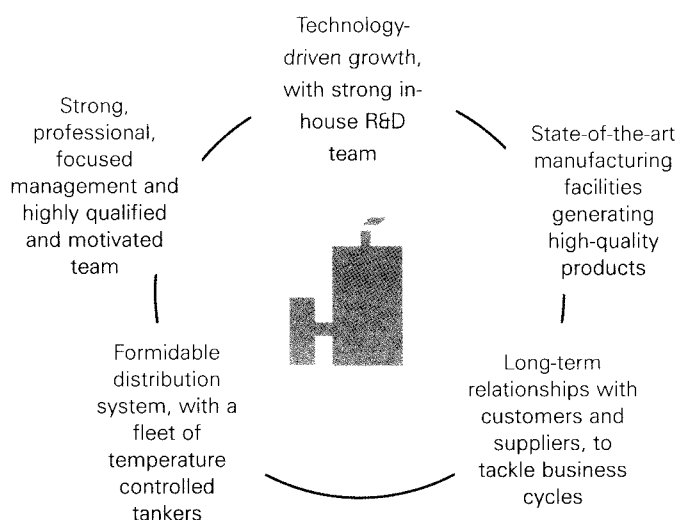 Technology-
driven growth,
with strong in-
house R&D
team
State-of-the-art
manufacturing
facilities
generating
high-quality
products
Long-term
relationships with
customers and
suppliers, to
tackle business
cycles
Formidable
distribution
system, with a
fleet of
temperature
controlled
tankers
Strong,
professional,
focused
management and
highly qualified
and motivated
team